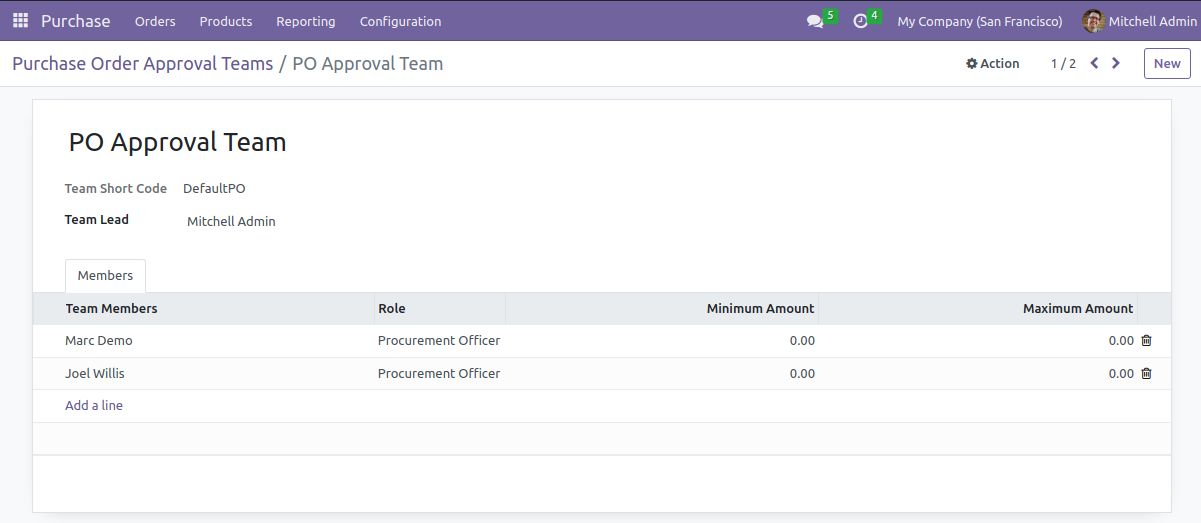 Purchase Orders Products Reporting Configuration 5 4 My Company (San Francisco) Mitchell Admin
Purchase Order Approval Teams / PO Approval Team Action 1 / 2 New
PO Approval Team
Team Short Code DefaultPO
Team Lead Mitchell Admin
Members
Team Members Role Minimum Amount Maximum Amount
Marc Demo Procurement Officer 0.00 0.00
Joel Willis Procurement Officer 0.00 0.00
Add a line